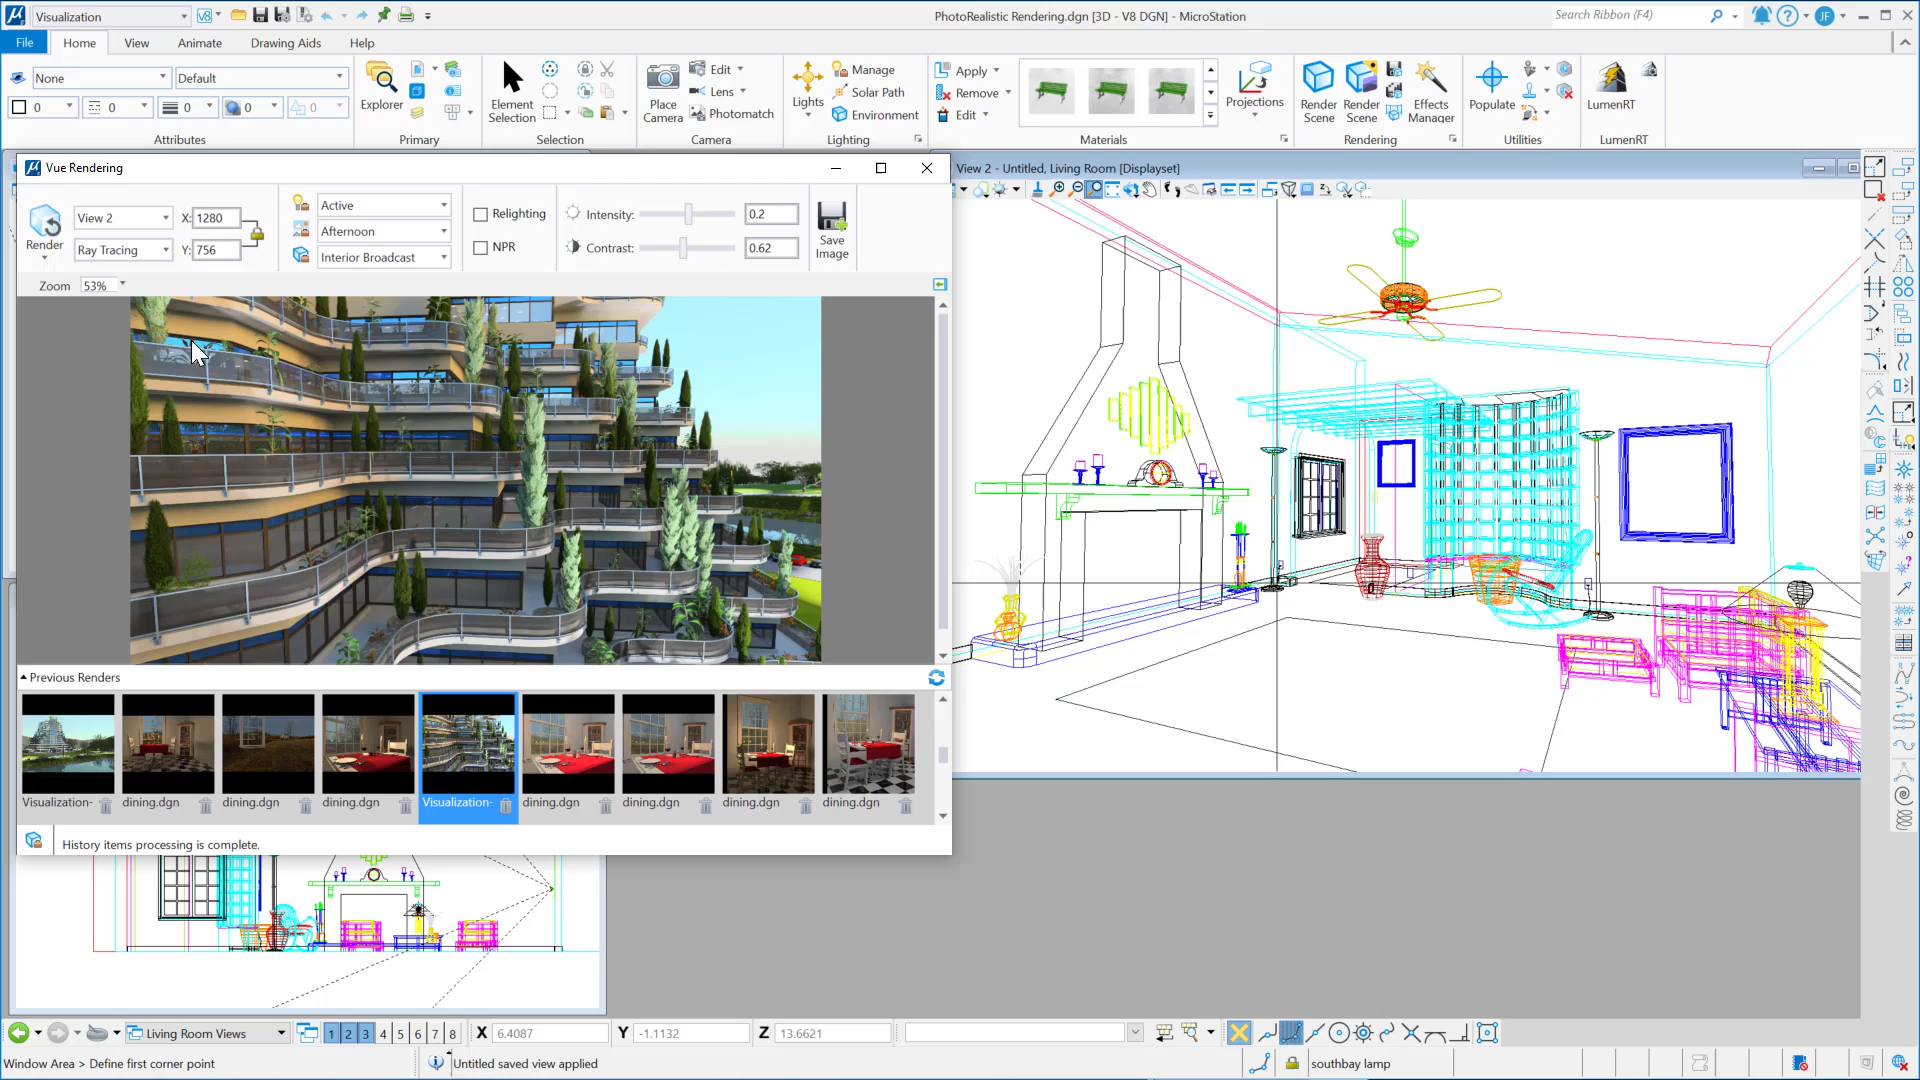 Visualization
PhotoRealistic Rendering.dgn [3D - V8 DGN] - MicroStation
Search Ribbon (F4)
JF
File
Home
View
Animate
Drawing Aids
Help
None
Default
0
0
0
0
0
Attributes
Explorer
Primary
Element
Selection
Selection
Place
Camera
Edit
Lens
Photomatch
Camera
Lights
Manage
Solar Path
Environment
Lighting
Apply
Remove
Edit
Materials
Projections
Render
Scene
Render
Scene
Effects
Manager
Rendering
Populate
Utilities
LumenRT
LumenRT
Vue Rendering
Render
View 2
Ray Tracing
X: 1280
Y: 756
Active
Afternoon
Interior Broadcast
Relighting
NPR
Intensity: 0.2
Contrast: 0.62
Save
Image
Zoom 53%
View 2 - Untitled, Living Room [Displayset]
Previous Renders
Visualization-
dining.dgn
dining.dgn
dining.dgn
Visualization-
dining.dgn
dining.dgn
dining.dgn
dining.dgn
History items processing is complete.
Living Room Views
1 2 3 4 5 6 7 8
X 6.4087
Y -1.1132
Z 13.6621
Window Area > Define first corner point
Untitled saved view applied
southbay lamp